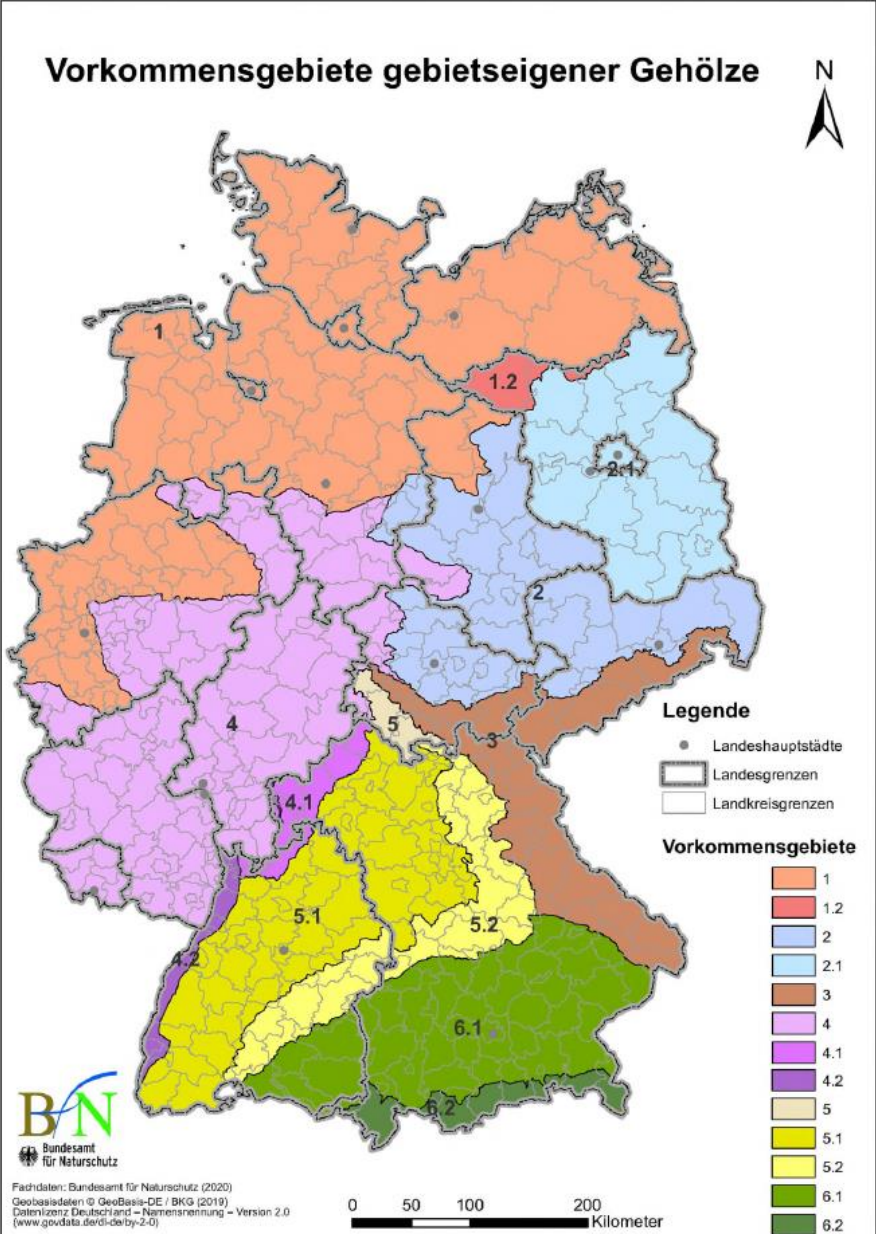 Vorkommensgebiete gebietseigener Gehölze
N
1
1.2
2.1
2
4
5
3
4.1
5.1
5.2
4.2
6.1
6.2
Legende
Landeshauptstädte
Landesgrenzen
Landkreisgrenzen
Vorkommensgebiete
1
1.2
2
2.1
3
4
4.1
4.2
5
5.1
5.2
6.1
6.2
BfN
Bundesamt
für Naturschutz
Fachdaten: Bundesamt für Naturschutz (2020)
Geobasisdaten © GeoBasis-DE / BKG (2019)
Datenlizenz Deutschland – Namensnennung – Version 2.0
(www.govdata.de/dl-de/by-2-0)
0 50 100 200
Kilometer